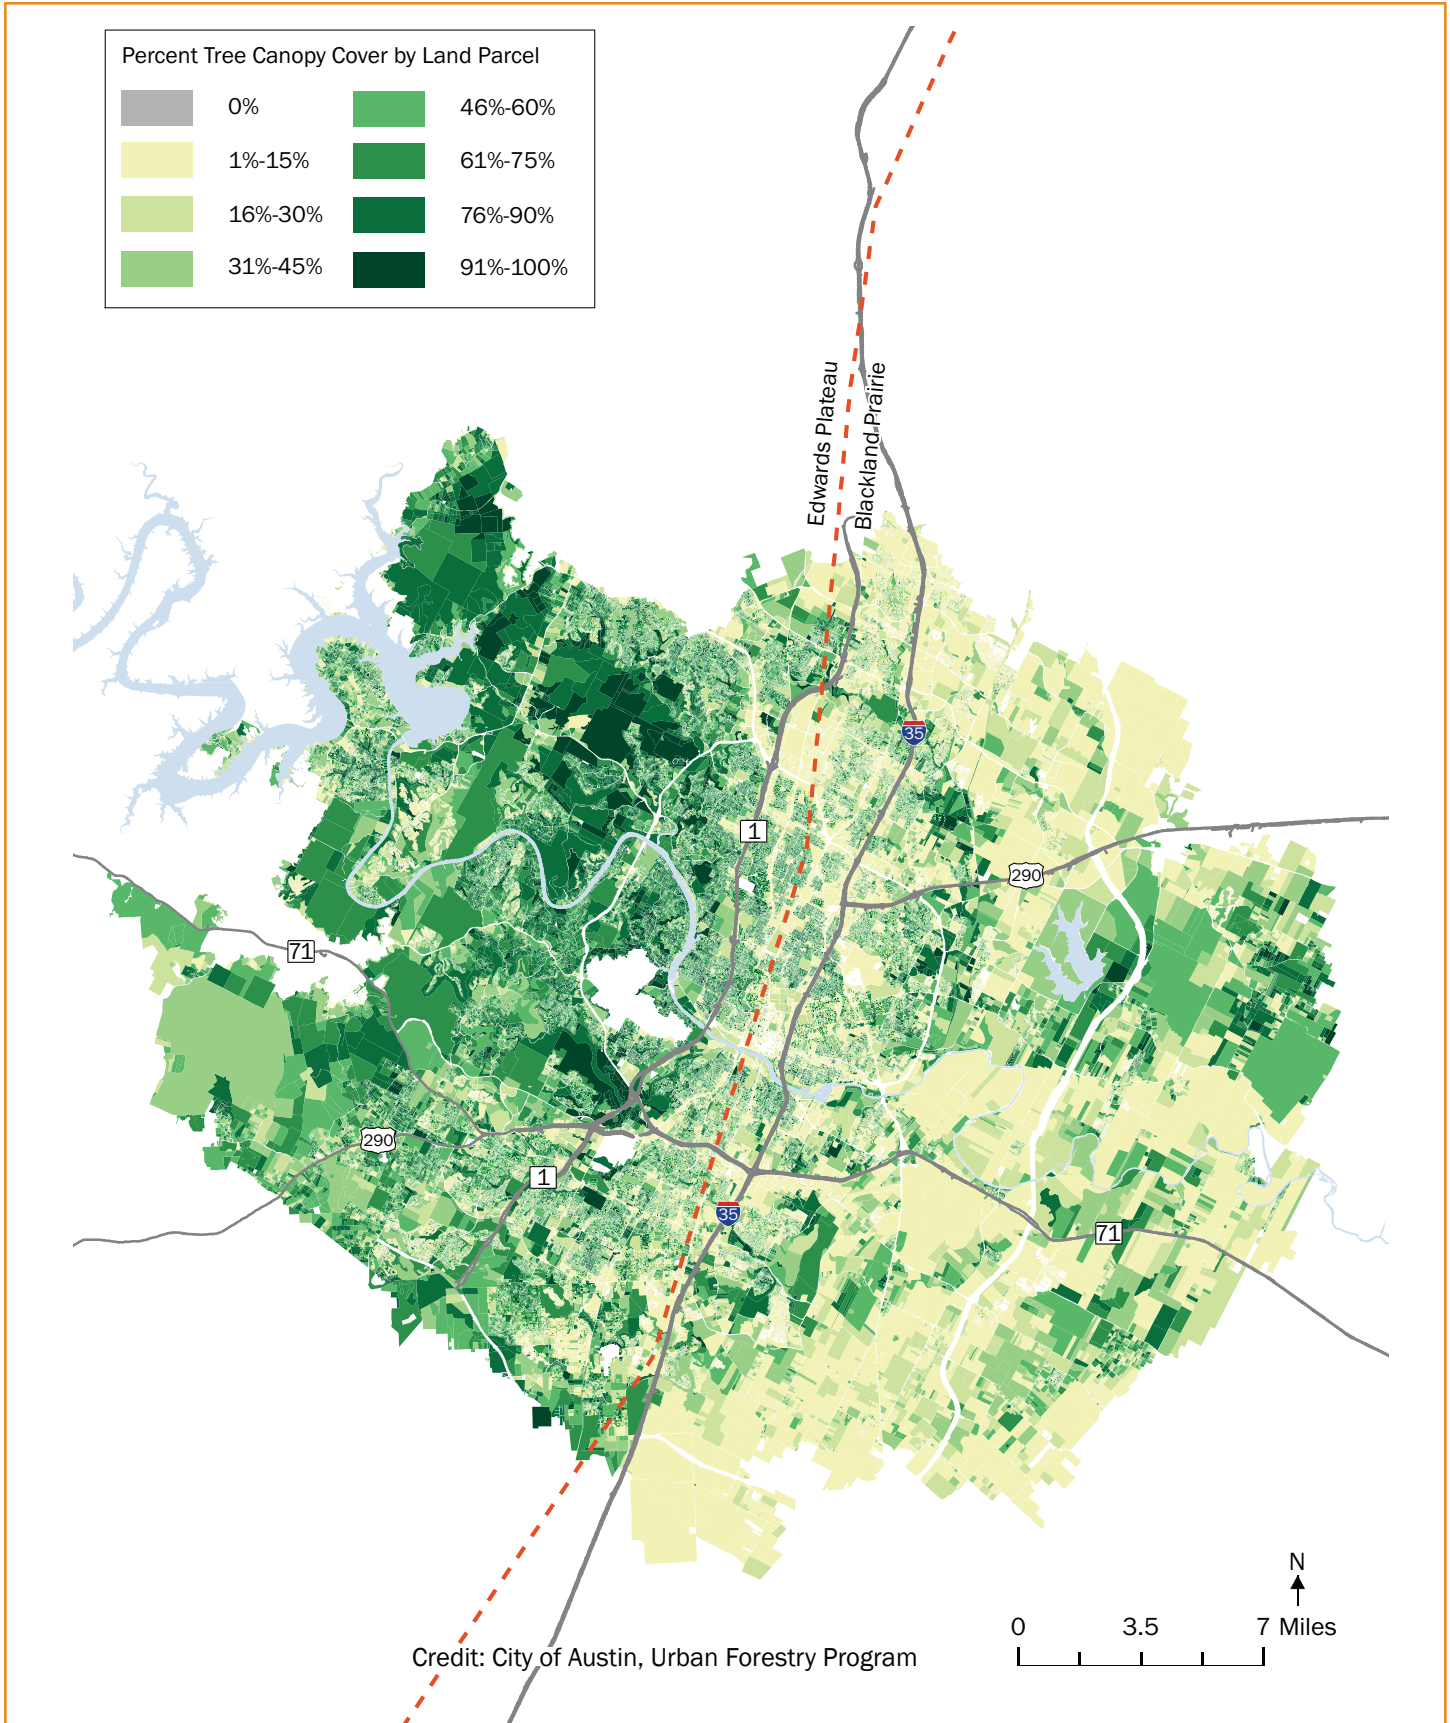 Percent Tree Canopy Cover by Land Parcel
0%
1%-15%
16%-30%
31%-45%
46%-60%
61%-75%
76%-90%
91%-100%
Edwards Plateau
Blackland Prairie
35
1
290
71
290
1
35
71
N
0 3.5 7 Miles
Credit: City of Austin, Urban Forestry Program